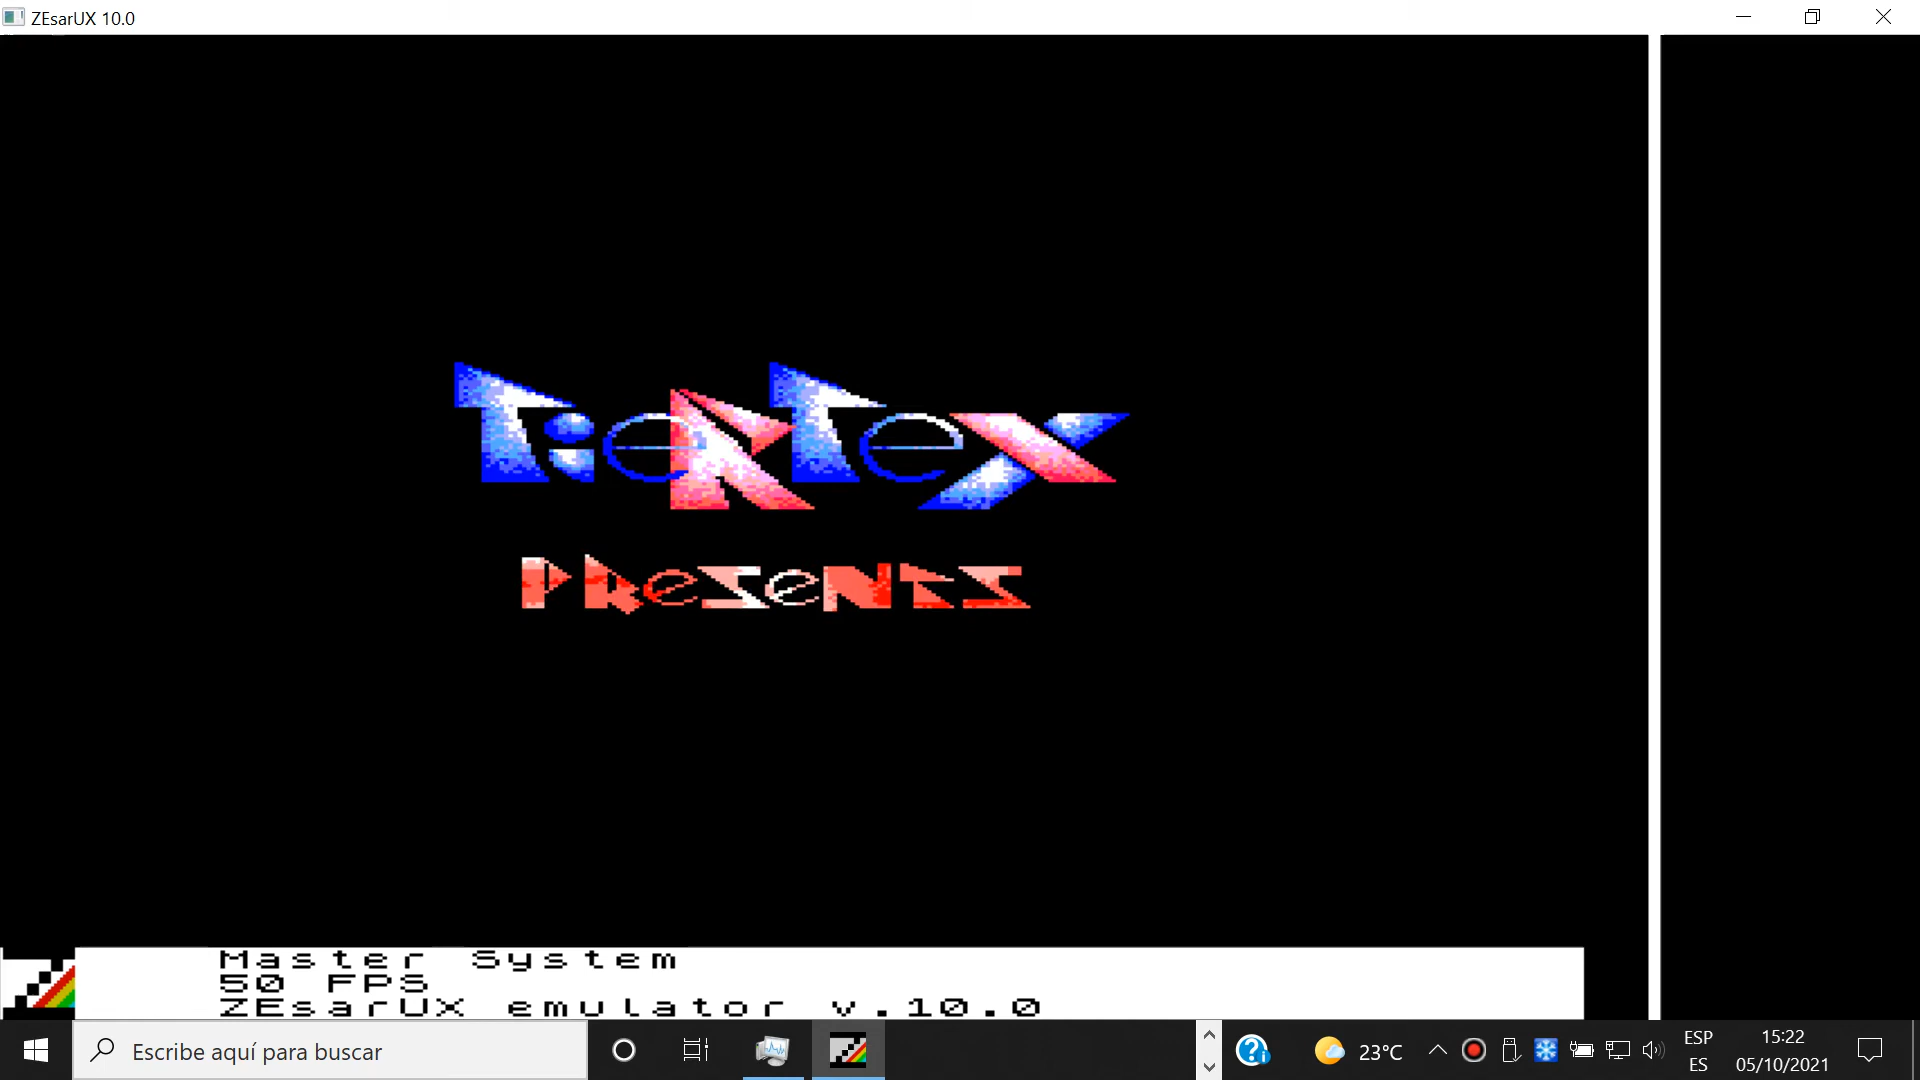 ZEsarUX 10.0
TieRTex
PReseNTS
Master System
50 FPS
ZEsarUX emulator v.10.0
Escribe aquí para buscar
23°C
ESP
ES
15:22
05/10/2021